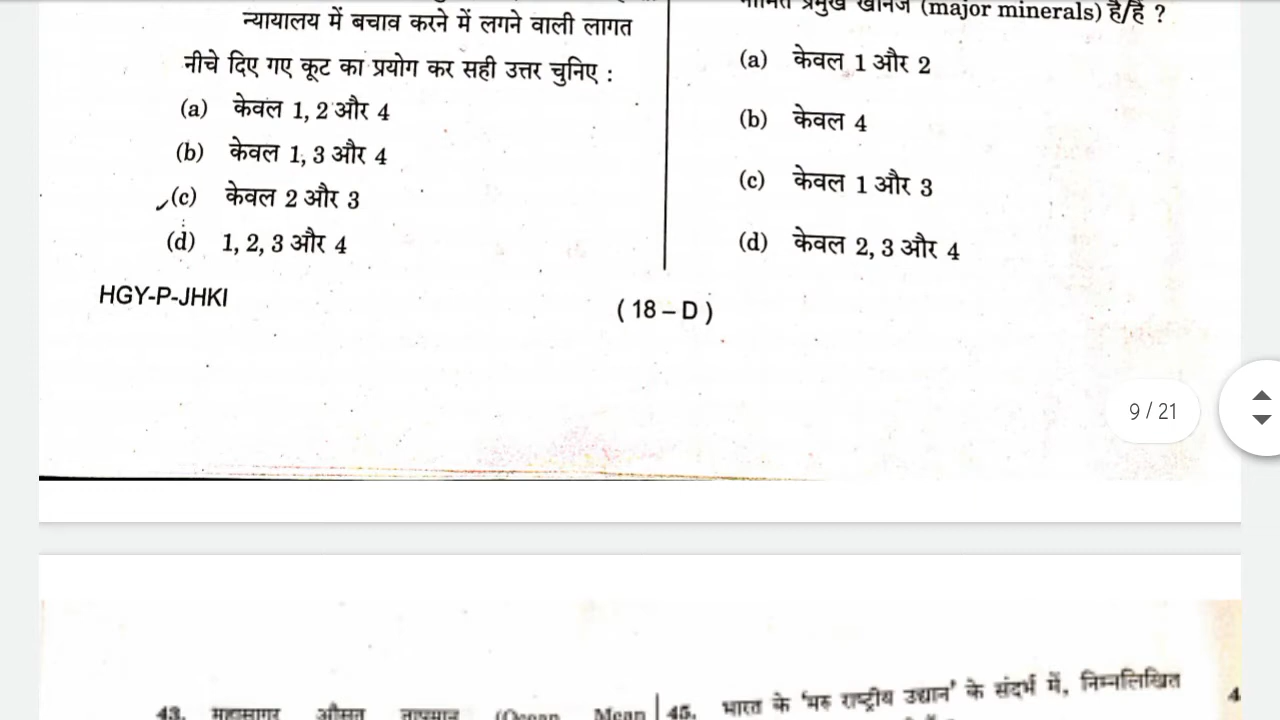 न्यायालय में बचाव करने में लगने वाली लागत
नीचे दिए गए कूट का प्रयोग कर सही उत्तर चुनिए :
(a) केवल 1, 2 और 4
(b) केवल 1, 3 और 4
(c) केवल 2 और 3
(d) 1, 2, 3 और 4
प्रमुख खनिज (major minerals) है/हैं ?
(a) केवल 1 और 2
(b) केवल 4
(c) केवल 1 और 3
(d) केवल 2, 3 और 4
HGY-P-JHKI
( 18 – D )
9 / 21
43. महासागर औसत तापमान (Ocean Mean
45. भारत के ‘मरु राष्ट्रीय उद्यान’ के संदर्भ में, निम्नलिखित
4